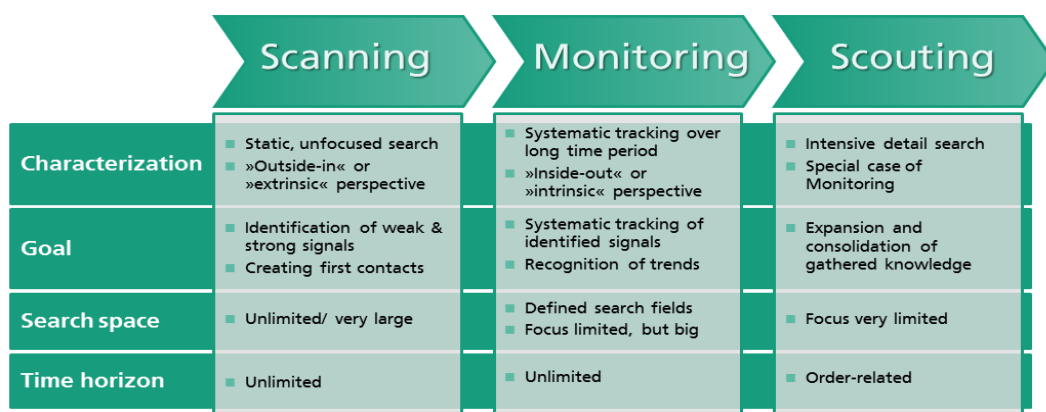 Scanning
Monitoring
Scouting
Characterization
■ Static, unfocused search
■ »Outside-in« or
»extrinsic« perspective
■ Systematic tracking over
long time period
■ »Inside-out« or
»intrinsic« perspective
■ Intensive detail search
■ Special case of
Monitoring
Goal
■ Identification of weak &
strong signals
■ Creating first contacts
■ Systematic tracking of
identified signals
■ Recognition of trends
■ Expansion and
consolidation of
gathered knowledge
Search space
■ Unlimited/ very large
■ Defined search fields
■ Focus limited, but big
■ Focus very limited
Time horizon
■ Unlimited
■ Unlimited
■ Order-related